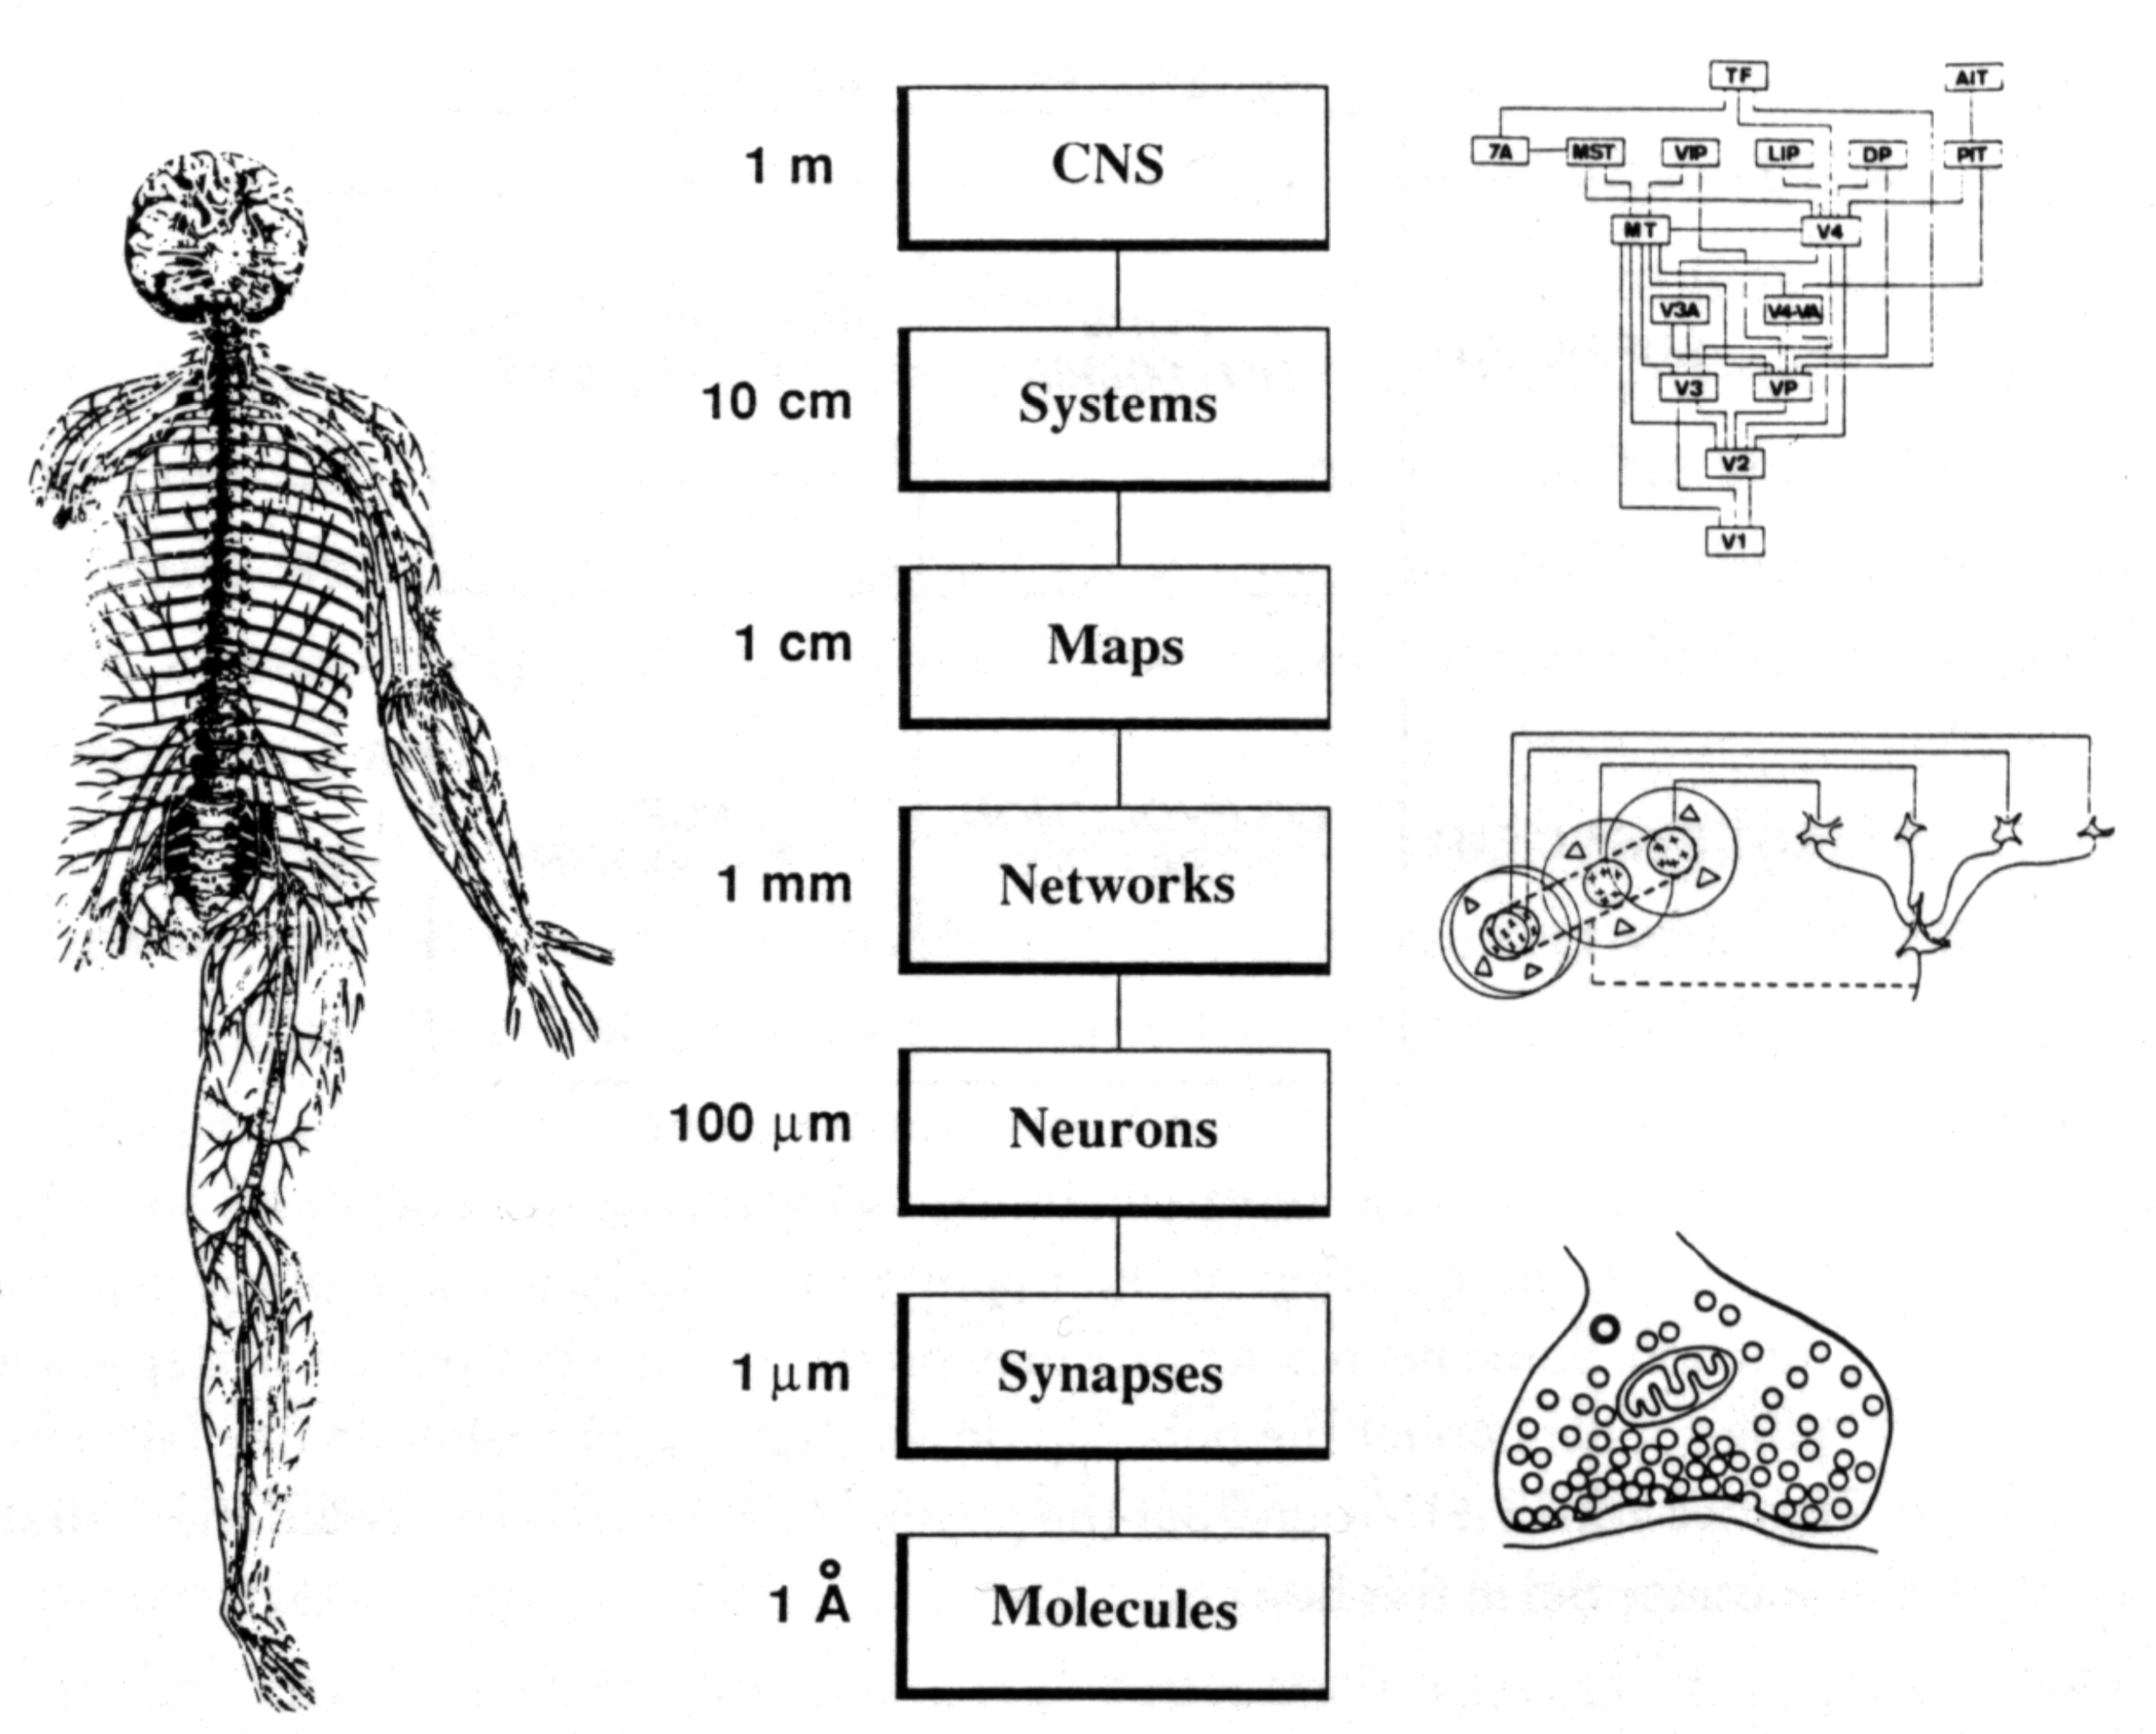 1 m
CNS
10 cm
Systems
1 cm
Maps
1 mm
Networks
100 µm
Neurons
1 µm
Synapses
1 Å
Molecules
TF
AIT
7A
MST
VIP
LIP
DP
PIT
MT
V4
V3A
V4-VA
V3
VP
V2
V1